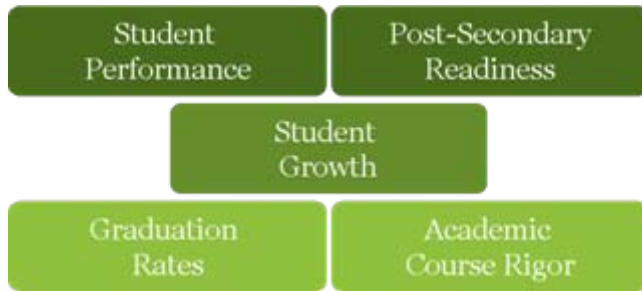 Student
Performance
Post-Secondary
Readiness
Student
Growth
Graduation
Rates
Academic
Course Rigor